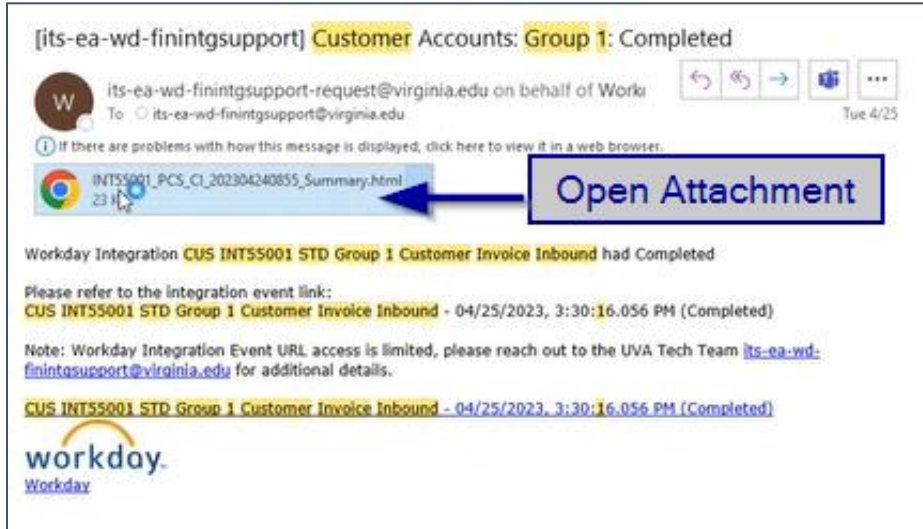 [its-ea-wd-finintgsupport] Customer Accounts: Group 1: Completed
W
its-ea-wd-finintgsupport-request@virginia.edu on behalf of Workı
To its-ea-wd-finintgsupport@virginia.edu
Tue 4/25
If there are problems with how this message is displayed, click here to view it in a web browser.
INT55001_PCS_CI_202304240855_Summary.html
23
Open Attachment
Workday Integration CUS INT55001 STD Group 1 Customer Invoice Inbound had Completed
Please refer to the integration event link:
CUS INT55001 STD Group 1 Customer Invoice Inbound - 04/25/2023, 3:30:16.056 PM (Completed)
Note: Workday Integration Event URL access is limited, please reach out to the UVA Tech Team its-ea-wd-
finintgsupport@virginia.edu for additional details.
CUS INT55001 STD Group 1 Customer Invoice Inbound - 04/25/2023, 3:30:16.056 PM (Completed)
workday.
Workday